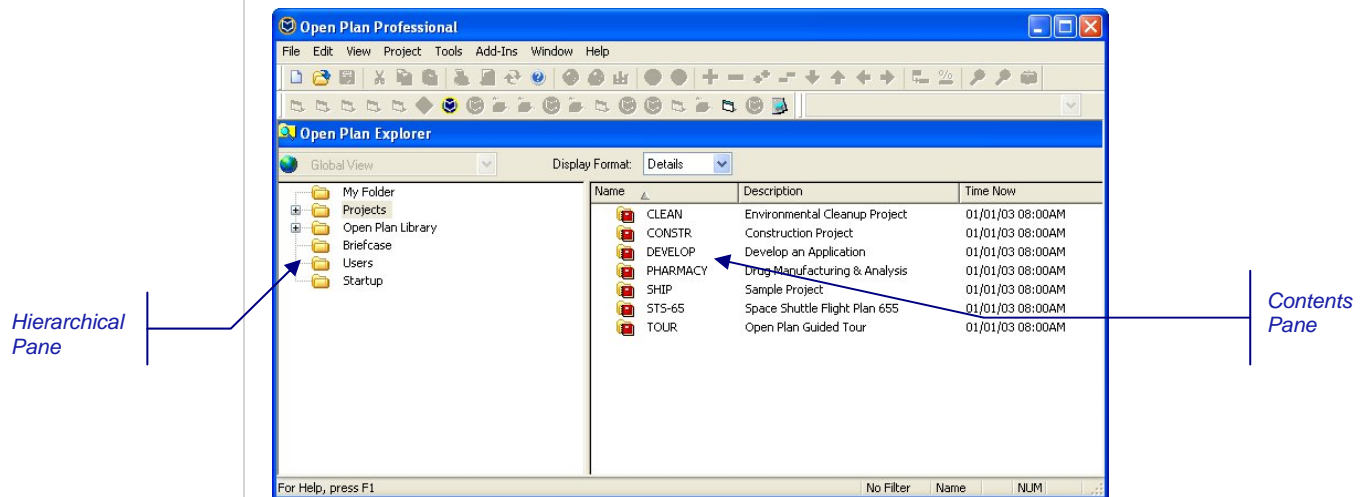 Open Plan Professional
File Edit View Project Tools Add-Ins Window Help
Open Plan Explorer
Global View Display Format: Details
My Folder
Projects
Open Plan Library
Briefcase
Users
Startup
Name Description Time Now
CLEAN Environmental Cleanup Project 01/01/03 08:00AM
CONSTR Construction Project 01/01/03 08:00AM
DEVELOP Develop an Application 01/01/03 08:00AM
PHARMACY Drug Manufacturing & Analysis 01/01/03 08:00AM
SHIP Sample Project 01/01/03 08:00AM
STS-65 Space Shuttle Flight Plan 655 01/01/03 08:00AM
TOUR Open Plan Guided Tour 01/01/03 08:00AM
Hierarchical
Pane
Contents
Pane
For Help, press F1 No Filter Name NUM